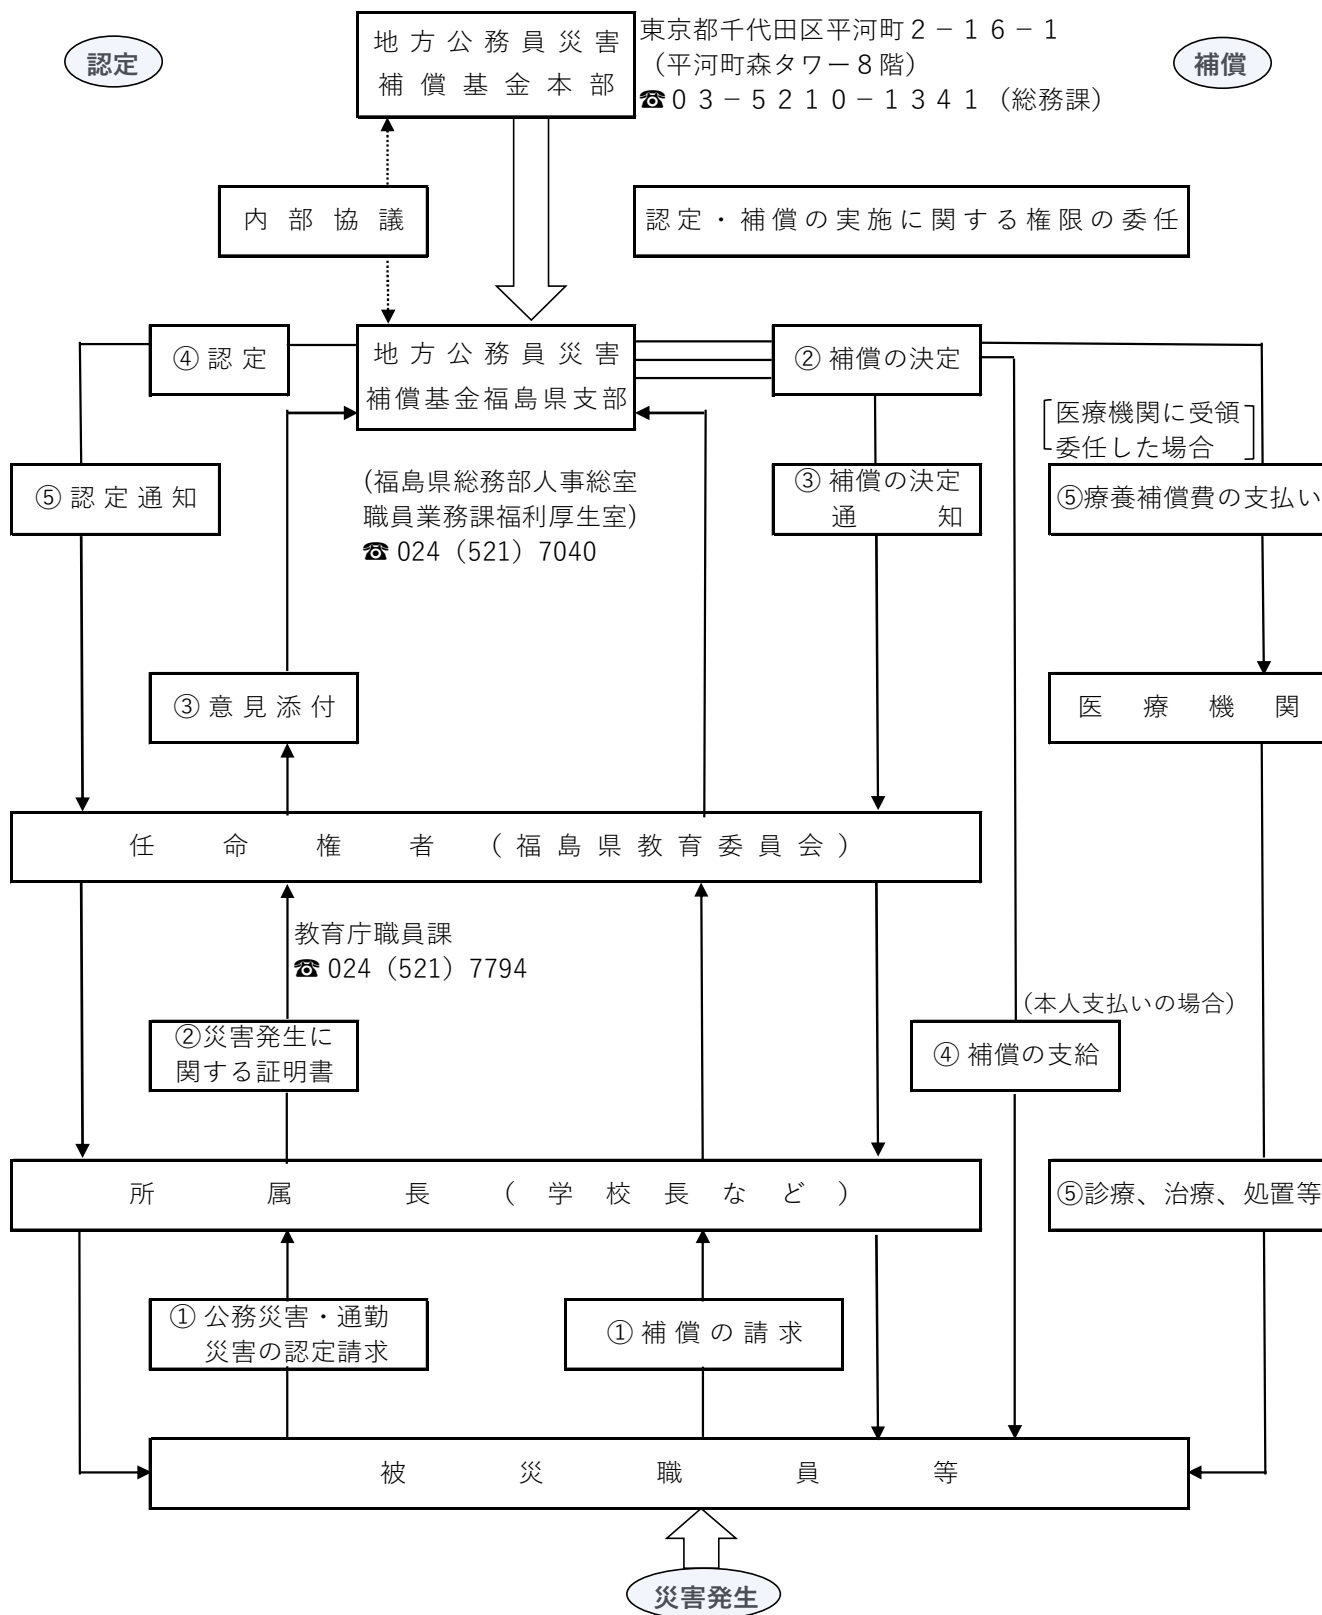 認定
地方公務員災害
補償基金本部
東京都千代田区平河町2-16-1
(平河町森タワー8階)
☎03-5210-1341(総務課)
補償
内部協議
認定・補償の実施に関する権限の委任
④認定
地方公務員災害
補償基金福島県支部
②補償の決定
医療機関に受領
委任した場合
⑤認定通知
(福島県総務部人事総室
職員業務課福利厚生室)
☎024(521)7040
③補償の決定
通知
⑤療養補償費の支払い
③意見添付
医療機関
任命権者(福島県教育委員会)
教育庁職員課
☎024(521)7794
②災害発生に
関する証明書
(本人支払いの場合)
④補償の支給
所属長(学校長など)
⑤診療、治療、処置等
①公務災害・通勤
災害の認定請求
①補償の請求
被災職員等
災害発生